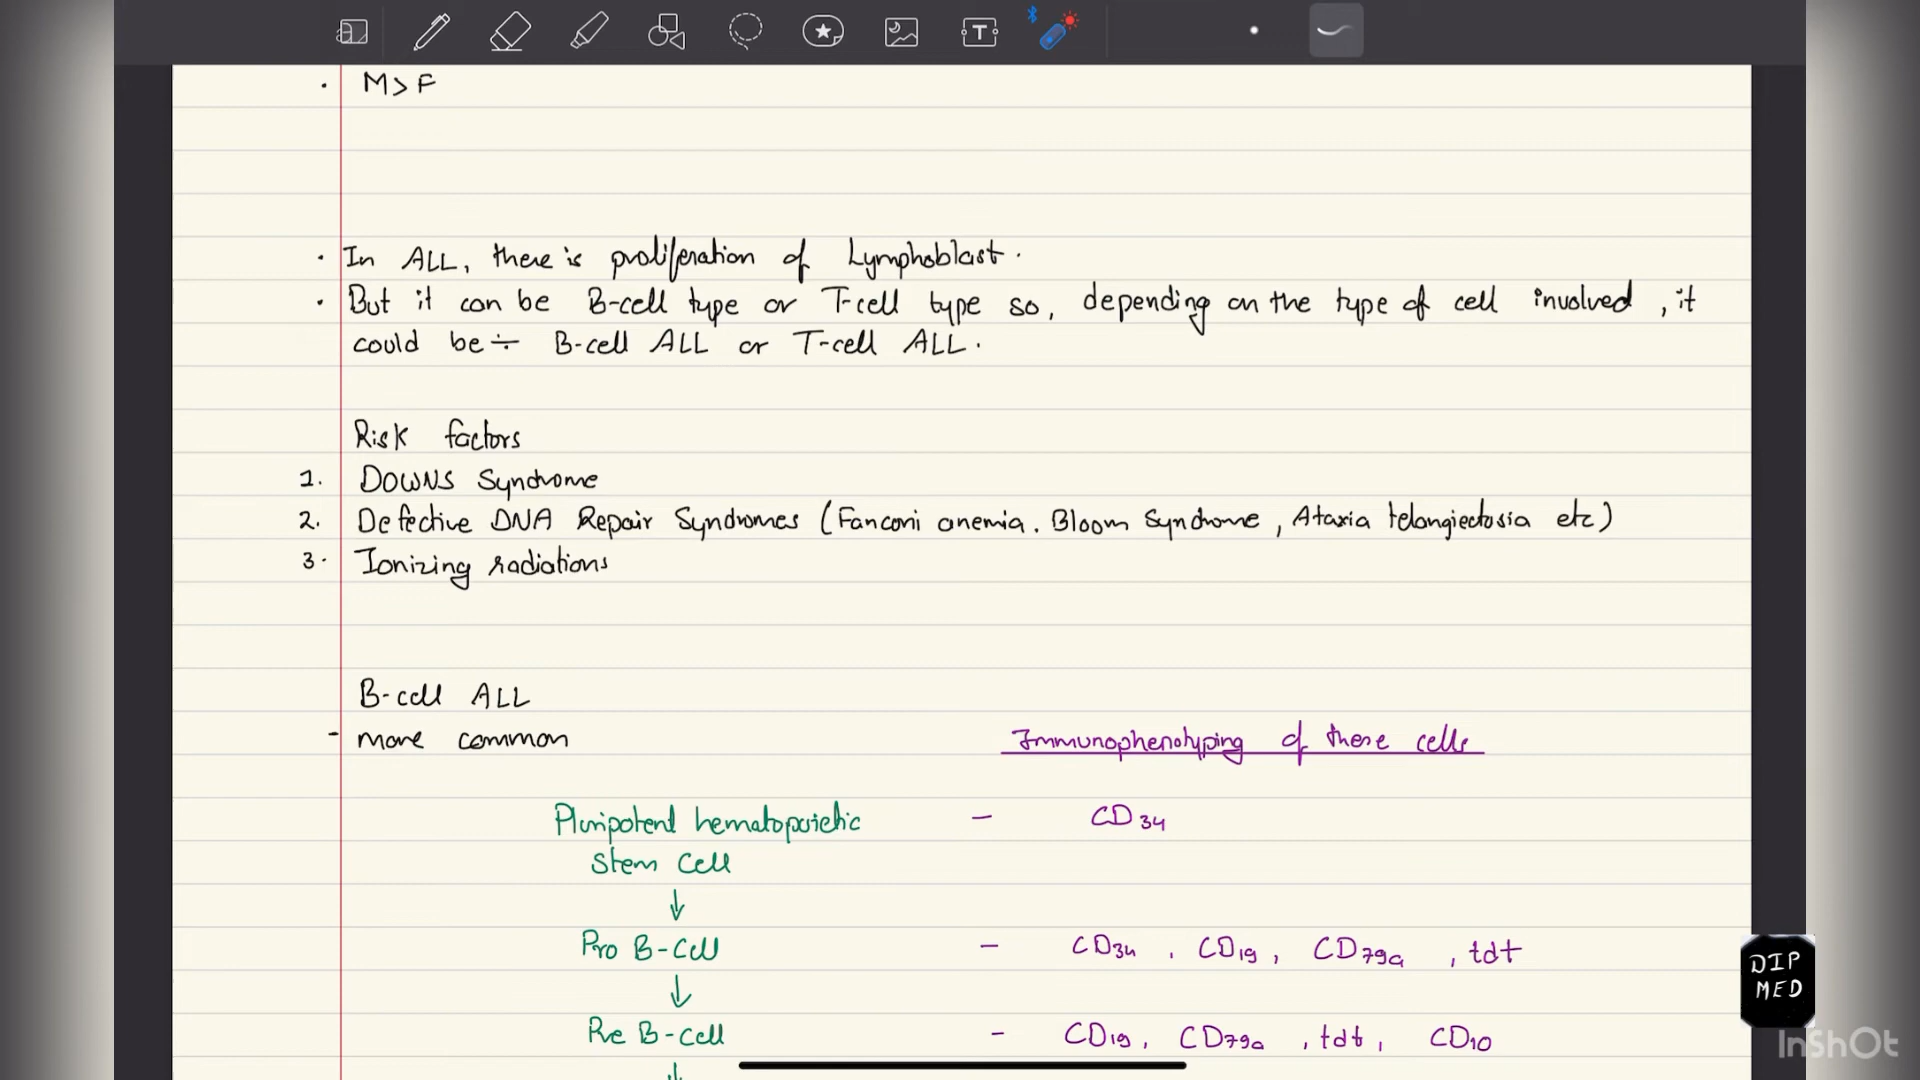 · M>F
· In ALL, there is proliferation of Lymphoblast.
· But it can be B-cell type or T-cell type so, depending on the type of cell involved, it
could be ÷ B-cell ALL or T-cell ALL.
Risk factors
1. DOWNS Syndrome
2. Defective DNA Repair Syndromes (Fanconi anemia. Bloom Syndrome, Ataxia telangiectasia etc)
3. Ionizing radiations
B-cell ALL
- more common
Immunophenotyping of these cells
Pluripotent hematopoietic - CD34
Stem Cell
↓
Pro B-Cell - CD34, CD19, CD79a, tdt
↓
Pre B-Cell - CD19, CD79a, tdt, CD10
DIP
MED
InShOt